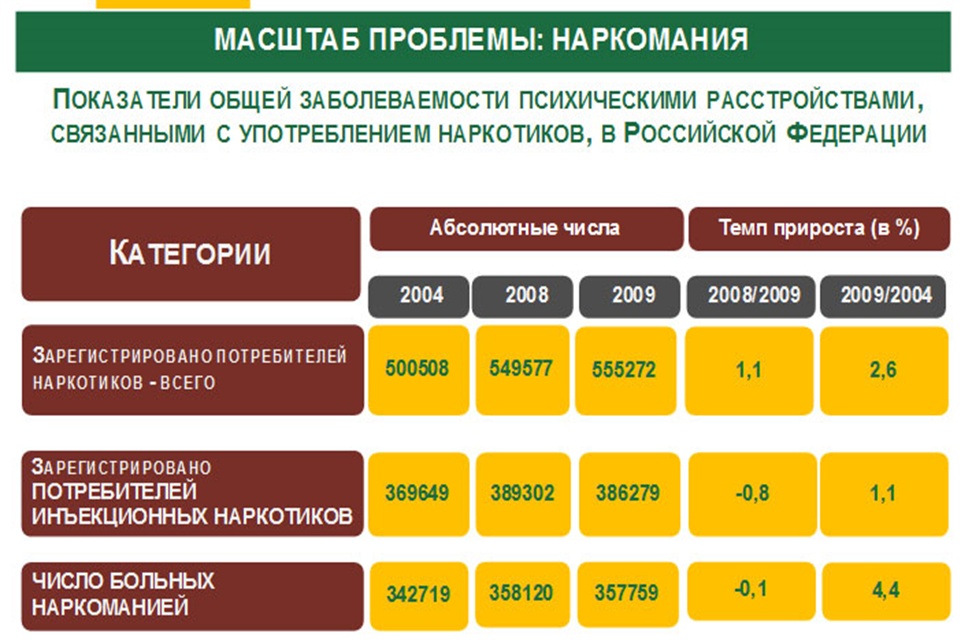 МАСШТАБ ПРОБЛЕМЫ: НАРКОМАНИЯ
ПОКАЗАТЕЛИ ОБЩЕЙ ЗАБОЛЕВАЕМОСТИ ПСИХИЧЕСКИМИ РАССТРОЙСТВАМИ,
СВЯЗАННЫМИ С УПОТРЕБЛЕНИЕМ НАРКОТИКОВ, В РОССИЙСКОЙ ФЕДЕРАЦИИ
КАТЕГОРИИ
Абсолютные числа
Темп прироста (в %)
2004 2008 2009 2008/2009 2009/2004
ЗАРЕГИСТРИРОВАНО ПОТРЕБИТЕЛЕЙ
НАРКОТИКОВ - ВСЕГО
500508 549577 555272 1,1 2,6
ЗАРЕГИСТРИРОВАНО
ПОТРЕБИТЕЛЕЙ
ИНЪЕКЦИОННЫХ НАРКОТИКОВ
369649 389302 386279 -0,8 1,1
ЧИСЛО БОЛЬНЫХ
НАРКОМАНИЕЙ
342719 358120 357759 -0,1 4,4